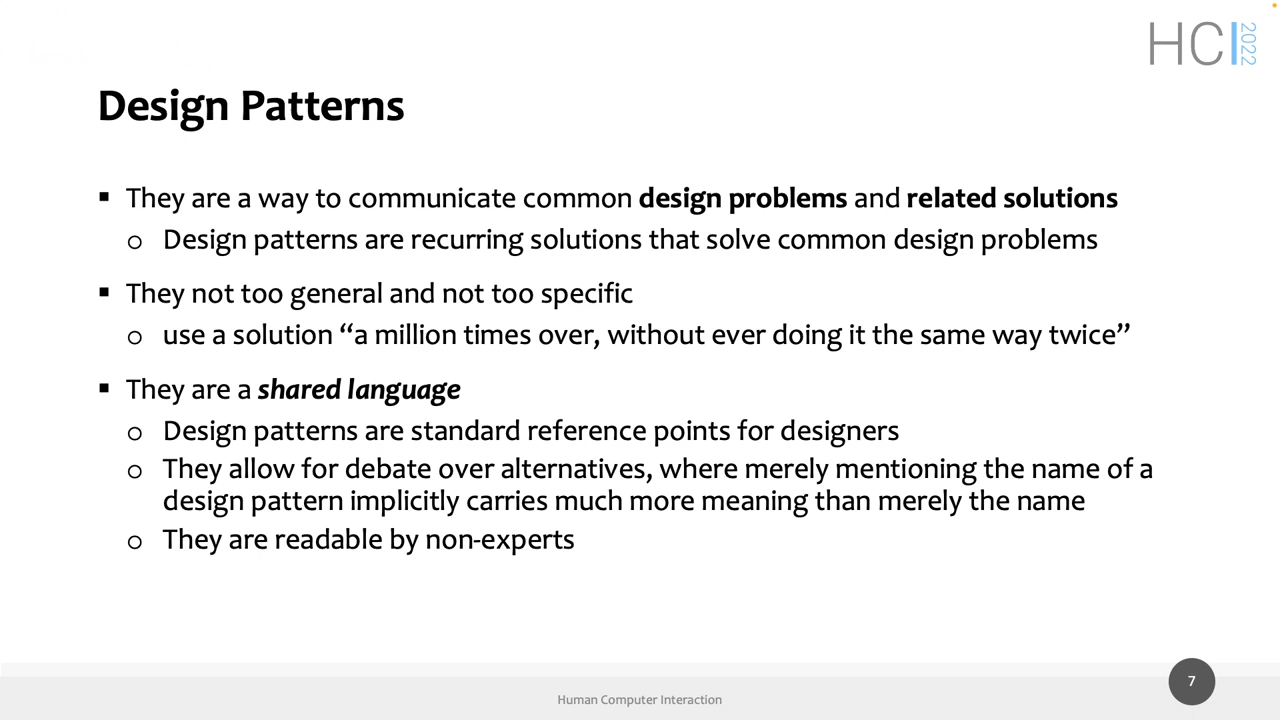 HCI 2022
Design Patterns
▪ They are a way to communicate common design problems and related solutions
o Design patterns are recurring solutions that solve common design problems
▪ They not too general and not too specific
o use a solution “a million times over, without ever doing it the same way twice”
▪ They are a shared language
o Design patterns are standard reference points for designers
o They allow for debate over alternatives, where merely mentioning the name of a
design pattern implicitly carries much more meaning than merely the name
o They are readable by non-experts
Human Computer Interaction
7